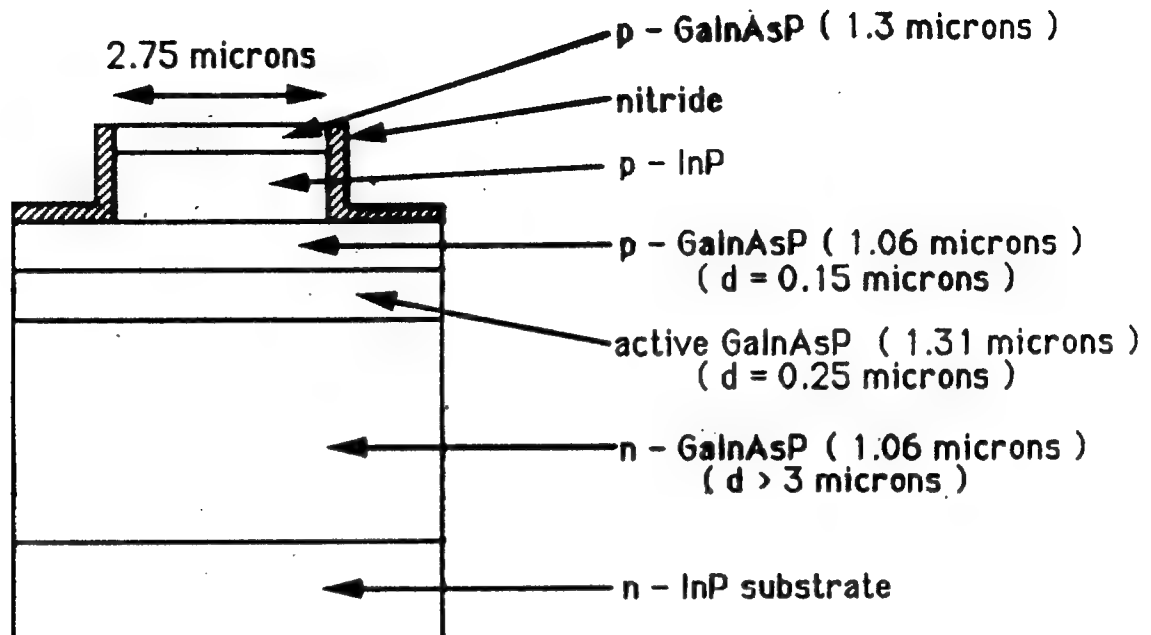 2.75 microns
p - GaInAsP ( 1.3 microns )
nitride
p - InP
p - GaInAsP ( 1.06 microns )
( d = 0.15 microns )
active GaInAsP ( 1.31 microns )
( d = 0.25 microns )
n - GaInAsP ( 1.06 microns )
( d > 3 microns )
n - InP substrate